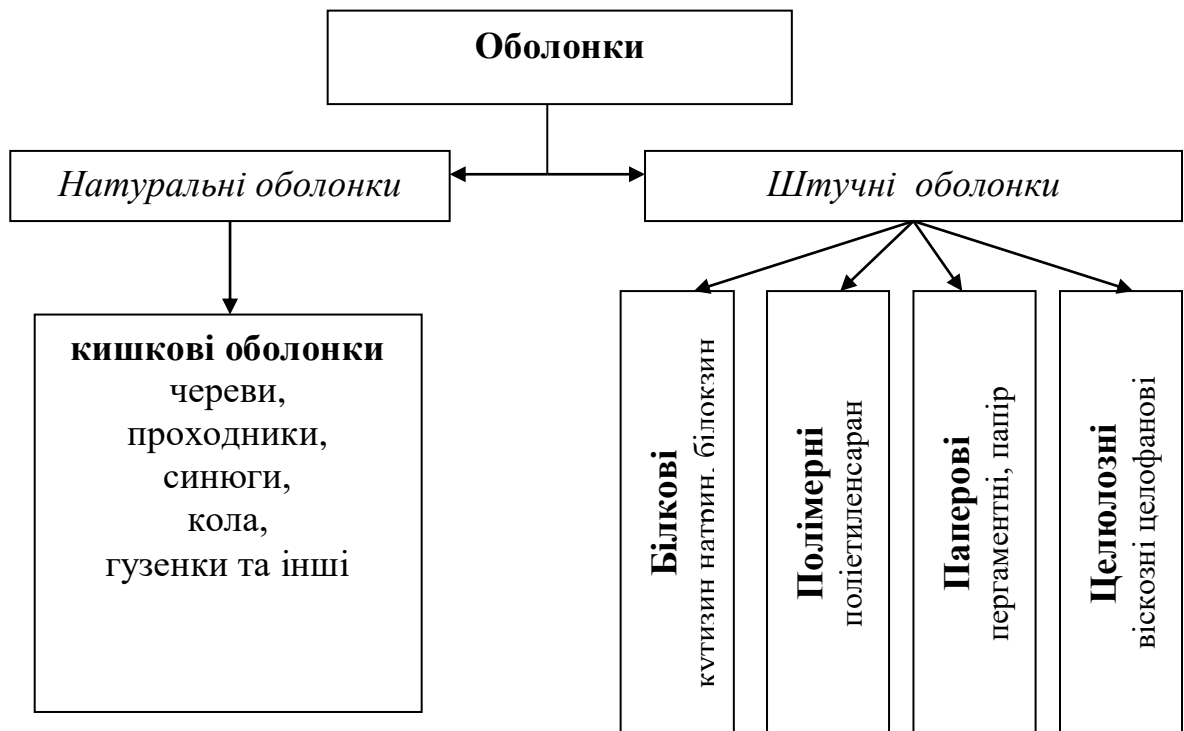 Оболонки
Натуральні оболонки
Штучні оболонки
кишкові оболонки
череви,
проходники,
синюги,
кола,
гузенки та інші
Білкові
кутизин натрин, білокзин
Полімерні
поліетиленсаран
Паперові
пергаментні, папір
Целюлозні
віскозні целофанові